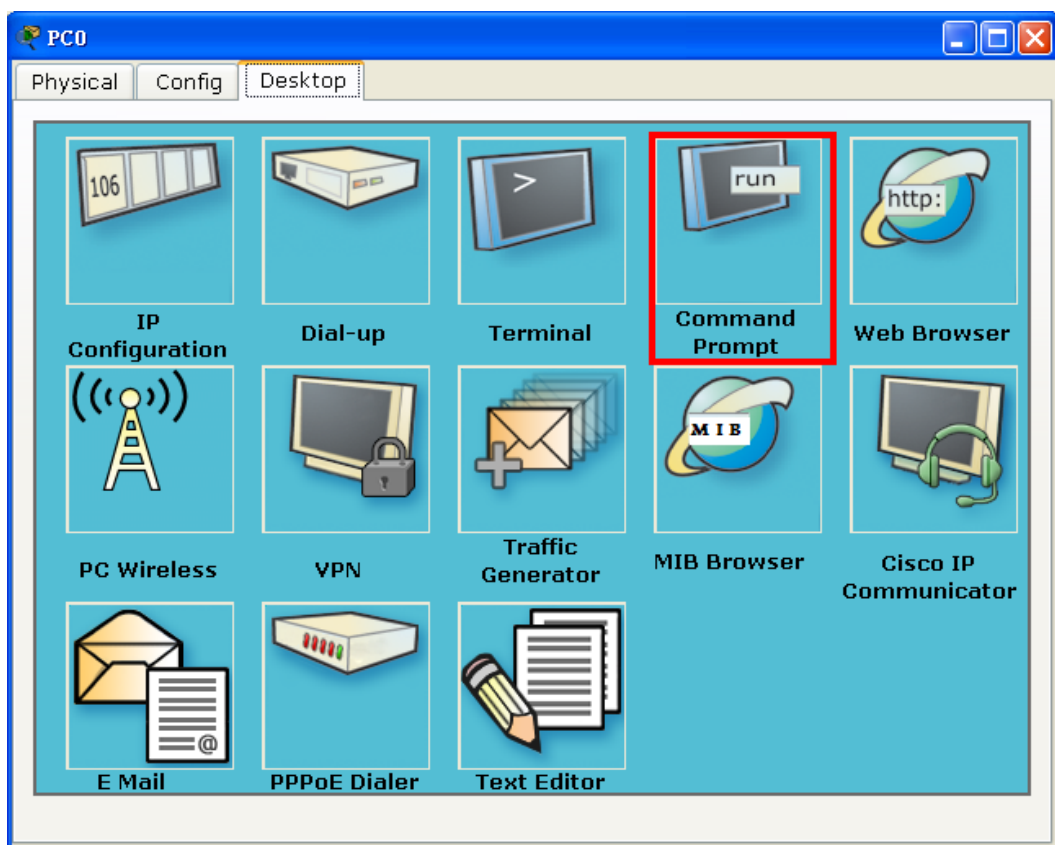 PC0
Physical Config Desktop
106
>
run
http:
IP
Configuration
Dial-up
Terminal
Command
Prompt
Web Browser
MIB
PC Wireless
VPN
Traffic
Generator
MIB Browser
Cisco IP
Communicator
@
E Mail
PPPoE Dialer
Text Editor